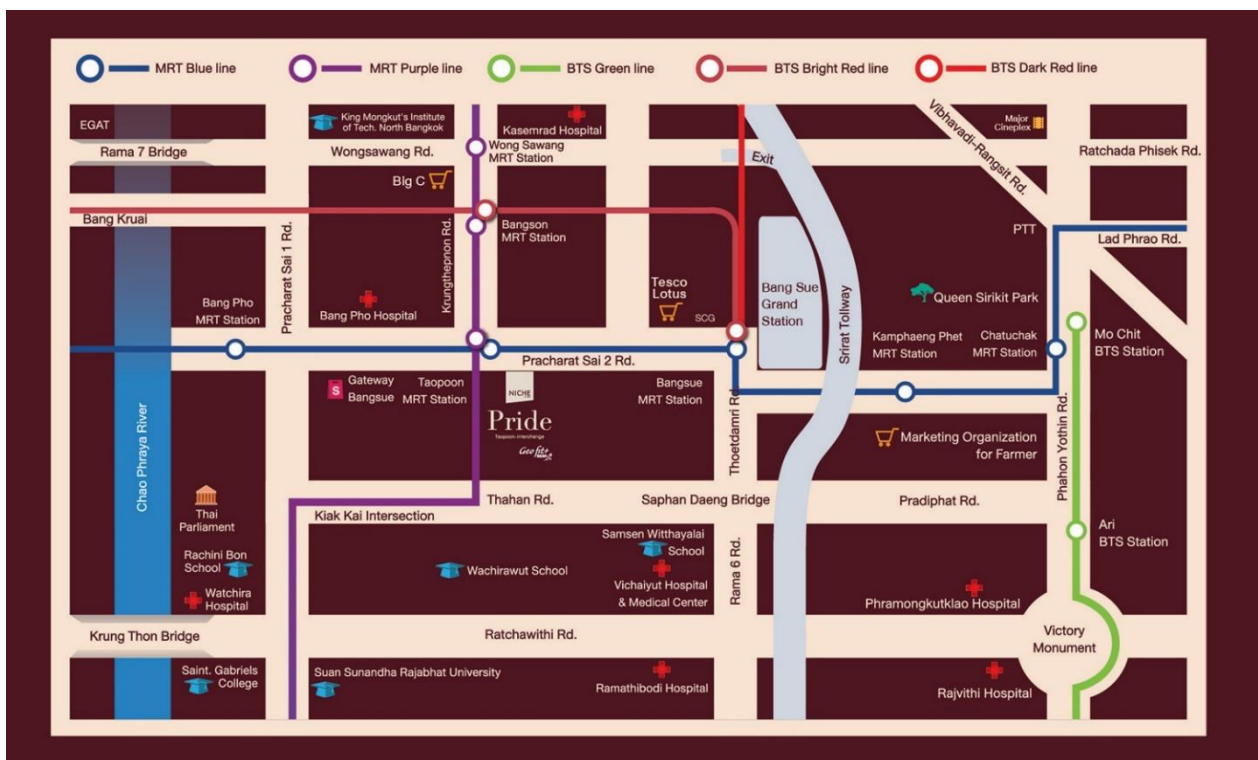 MRT Blue line
MRT Purple line
BTS Green line
BTS Bright Red line
BTS Dark Red line
EGAT
King Mongkut's Institute
of Tech. North Bangkok
Kasemrad Hospital
Major
Cineplex
Vibhavadi-Rangsit Rd.
Rama 7 Bridge
Wongsawang Rd.
Wong Sawang
MRT Station
Exit
Ratchada Phisek Rd.
Big C
Bang Kruai
Pracharat Sai 1 Rd.
Krungthepnon Rd.
Bangson
MRT Station
PTT
Lad Phrao Rd.
Bang Pho
MRT Station
Bang Pho Hospital
Tesco
Lotus
SCG
Bang Sue
Grand
Station
Srirat Tollway
Queen Sirikit Park
Kamphaeng Phet
MRT Station
Chatuchak
MRT Station
Mo Chit
BTS Station
Pracharat Sai 2 Rd.
S
Gateway
Bangsue
Taopoon
MRT Station
NICHE
Pride
Taopoon-Interchange
Geo fit+
Bangsue
MRT Station
Thoetdamri Rd.
Marketing Organization
for Farmer
Phahon Yothin Rd.
Chao Phraya River
Thai
Parliament
Kiak Kai Intersection
Thahan Rd.
Saphan Daeng Bridge
Pradiphat Rd.
Rachini Bon
School
Watchira
Hospital
Wachirawut School
Samsen Witthayalai
School
Vichaiyut Hospital
& Medical Center
Rama 6 Rd.
Ari
BTS Station
Phramongkutklao Hospital
Krung Thon Bridge
Ratchawithi Rd.
Victory
Monument
Saint. Gabriels
College
Suan Sunandha Rajabhat University
Ramathibodi Hospital
Rajvithi Hospital